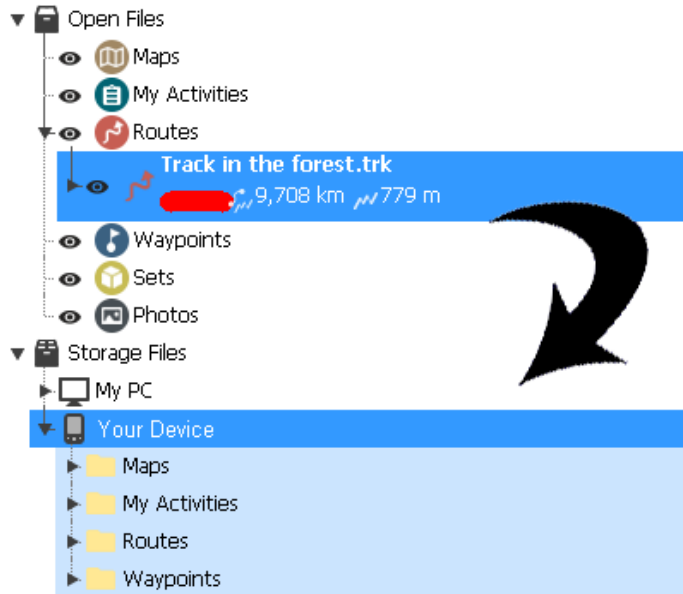 Open Files
Maps
My Activities
Routes
Track in the forest.trk
9,708 km 779 m
Waypoints
Sets
Photos
Storage Files
My PC
Your Device
Maps
My Activities
Routes
Waypoints